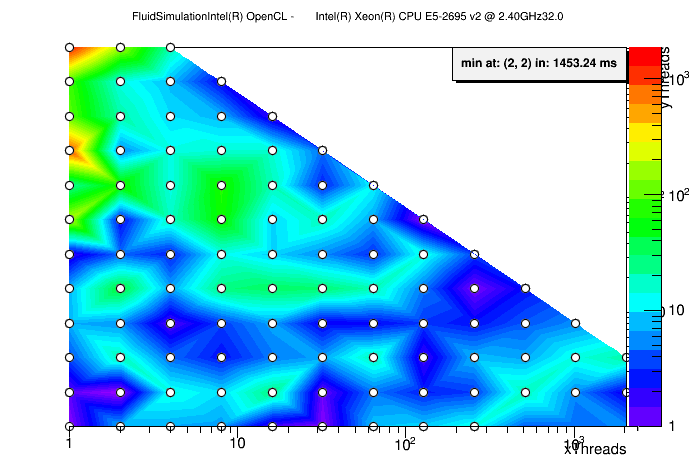 FluidSimulationIntel(R) OpenCL - Intel(R) Xeon(R) CPU E5-2695 v2 @ 2.40GHz32.0
min at: (2, 2) in: 1453.24 ms
yThreads
10³
10²
10
1
1 10 10² 10³
xThreads